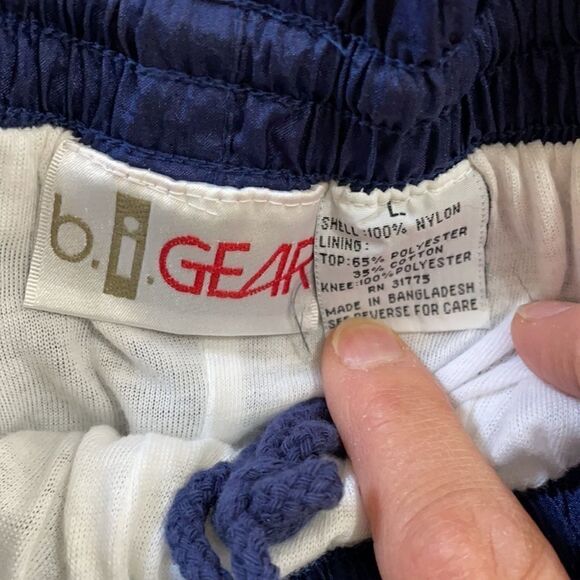 b.i. GEAR
L
SHELL:100% NYLON
LINING:
TOP:65% POLYESTER
35% COTTON
KNEE:100% POLYESTER
RN 31775
MADE IN BANGLADESH
SEE REVERSE FOR CARE